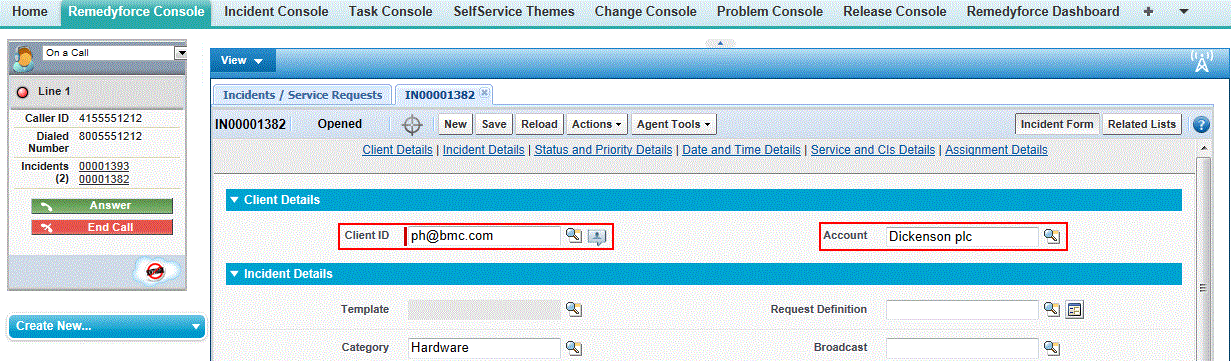 Home Remedyforce Console Incident Console Task Console SelfService Themes Change Console Problem Console Release Console Remedyforce Dashboard +
On a Call
Line 1
Caller ID 4155551212
Dialed Number 8005551212
Incidents (2) 00001393
00001382
Answer
End Call
Create New...
View
Incidents / Service Requests IN00001382
IN00001382 Opened New Save Reload Actions Agent Tools Incident Form Related Lists ?
Client Details | Incident Details | Status and Priority Details | Date and Time Details | Service and CIs Details | Assignment Details
Client Details
Client ID ph@bmc.com Account Dickenson plc
Incident Details
Template Request Definition
Category Hardware Broadcast